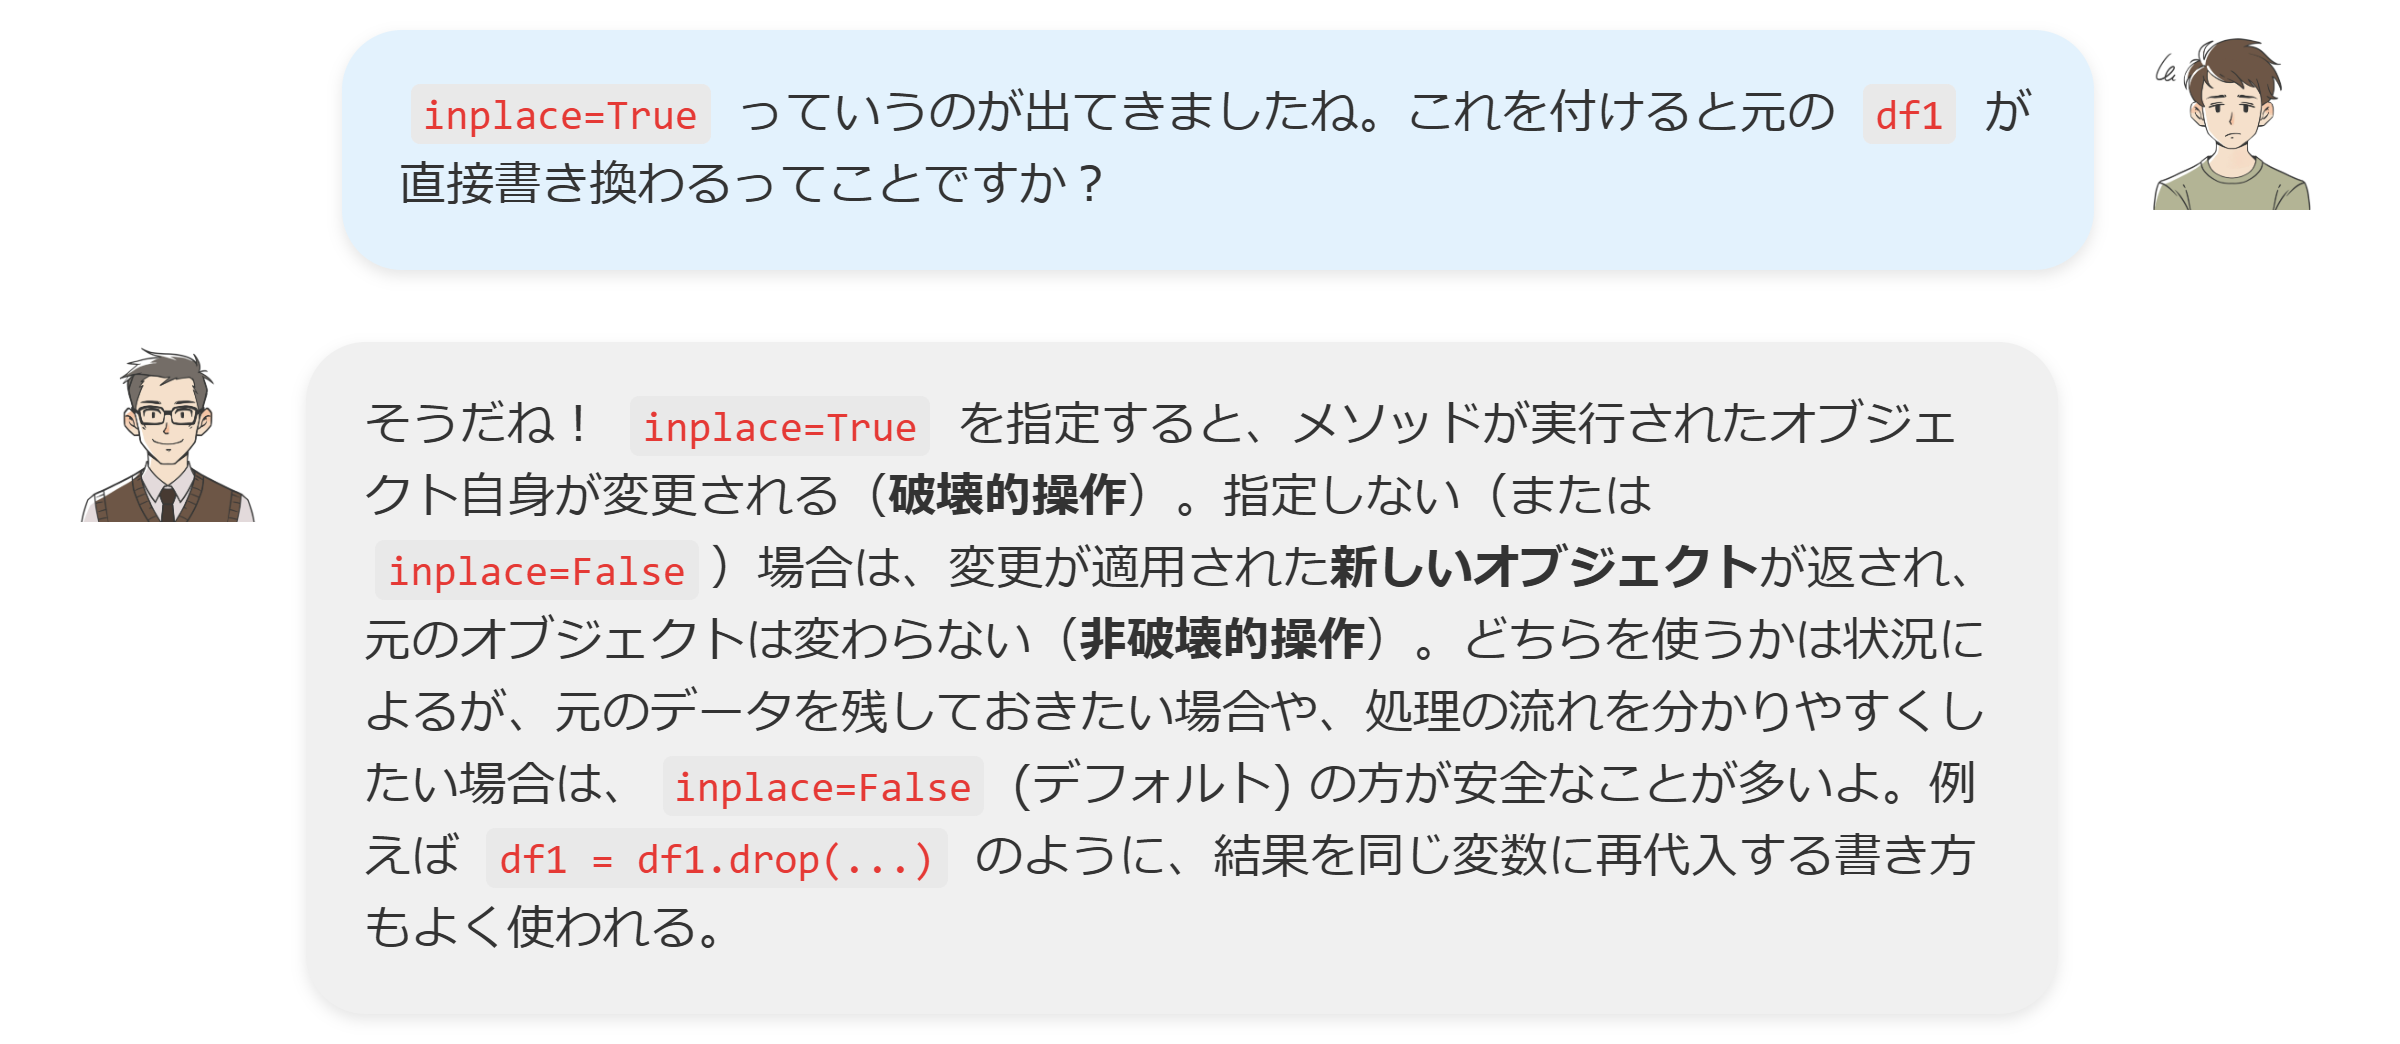 inplace=True っていうのが出てきましたね。これを付けると元の df1 が
直接書き換わるってことですか？
そうだね！ inplace=True を指定すると、メソッドが実行されたオブジェ
クト自身が変更される（破壊的操作）。指定しない（または
inplace=False ）場合は、変更が適用された新しいオブジェクトが返され、
元のオブジェクトは変わらない（非破壊的操作）。どちらを使うかは状況に
よるが、元のデータを残しておきたい場合や、処理の流れを分かりやすくし
たい場合は、 inplace=False (デフォルト) の方が安全なことが多いよ。例
えば df1 = df1.drop(...) のように、結果を同じ変数に再代入する書き方
もよく使われる。